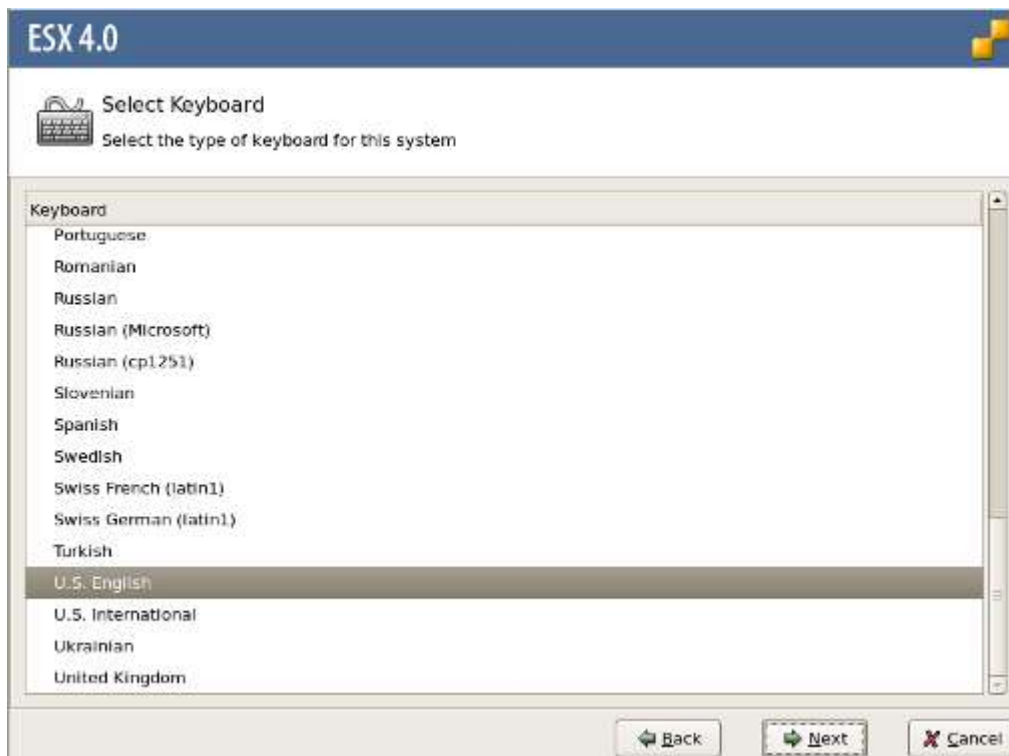 ESX 4.0
Select Keyboard
Select the type of keyboard for this system
Keyboard
Portuguese
Romanian
Russian
Russian (Microsoft)
Russian (cp1251)
Slovenian
Spanish
Swedish
Swiss French (latin1)
Swiss German (latin1)
Turkish
U.S. English
U.S. International
Ukrainian
United Kingdom
Back Next Cancel